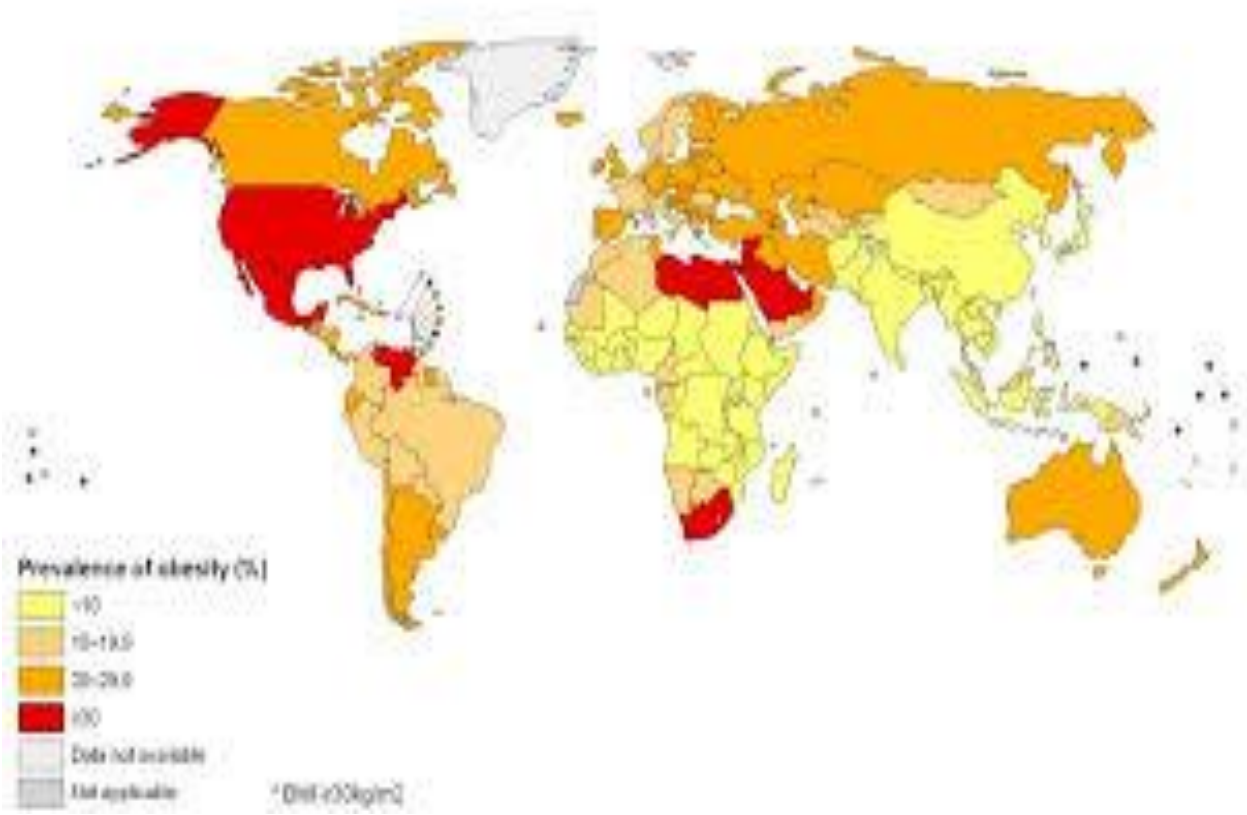 Prevalence of obesity (%)
<10
10–19.9
20–29.9
≥30
Data not available
Not applicable
* BMI ≥30kg/m2